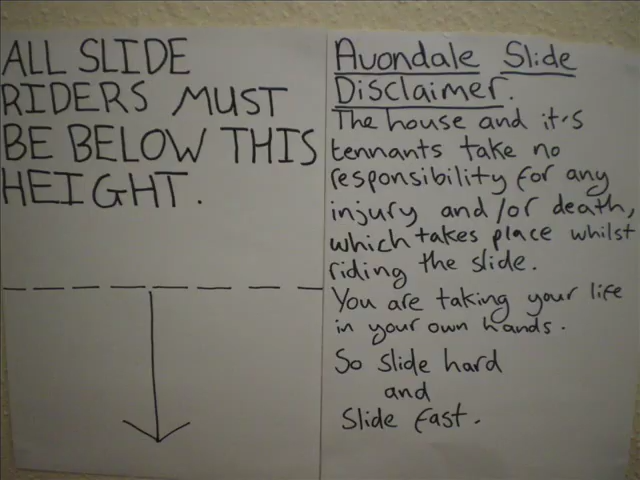 ALL SLIDE
RIDERS MUST
BE BELOW THIS
HEIGHT.
Avondale Slide
Disclaimer.
The house and it's
tennants take no
responsibility for any
injury and/or death,
which takes place whilst
riding the slide.
You are taking your life
in your own hands.
So slide hard
and
Slide fast.